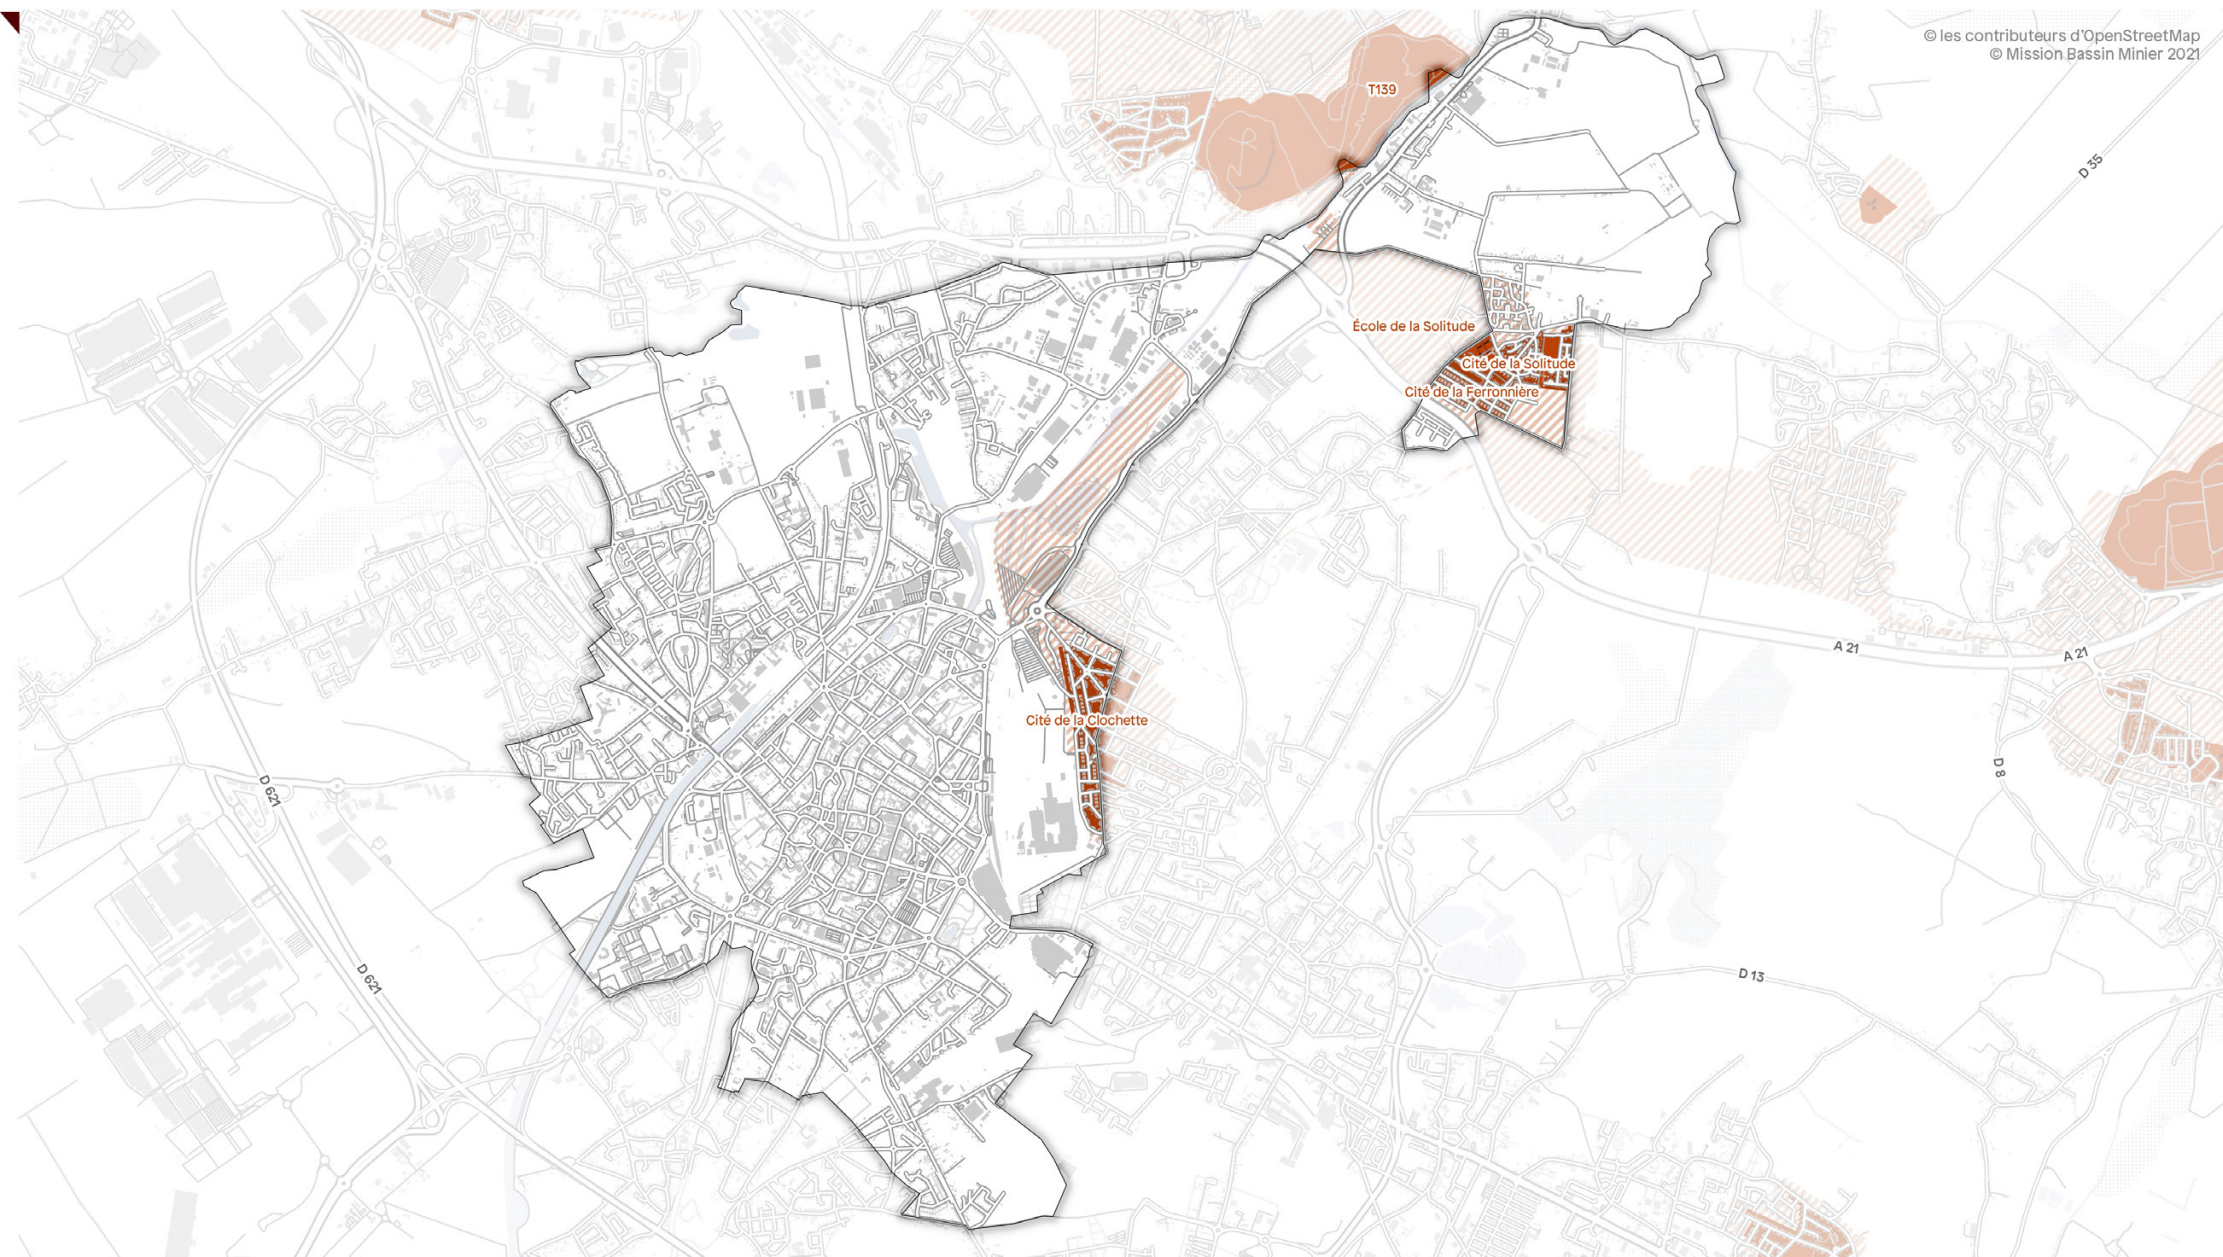 © les contributeurs d'OpenStreetMap
© Mission Bassin Minier 2021
T139
D 35
École de la Solitude
Cité de la Solitude
Cité de la Ferronnière
A 21
A 21
Cité de la Clochette
D 621
D 8
D 621
D 13